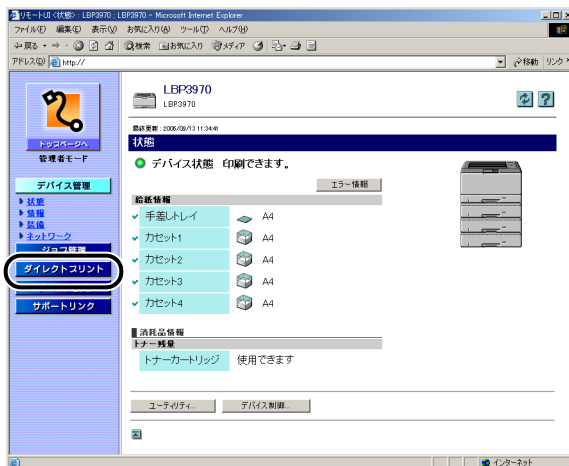 リモートUI <状態> : LBP3970 ; LBP3970 - Microsoft Internet Explorer
ファイル(F) 編集(E) 表示(V) お気に入り(A) ツール(T) ヘルプ(H)
戻る 検索 お気に入り メディア
アドレス(D) http:// 移動 リンク
LBP3970
LBP3970
トップページへ
管理者モード
最終更新 : 2006/09/13 11:34:41
状態
デバイス状態 印刷できます。
エラー情報
デバイス管理
状態
情報
装備
ネットワーク
ジョブ管理
ダイレクトプリント
サポートリンク
給紙情報
手差しトレイ A4
カセット1 A4
カセット2 A4
カセット3 A4
カセット4 A4
消耗品情報
トナー残量
トナーカートリッジ 使用できます
ユーティリティ... デバイス制御...
インターネット